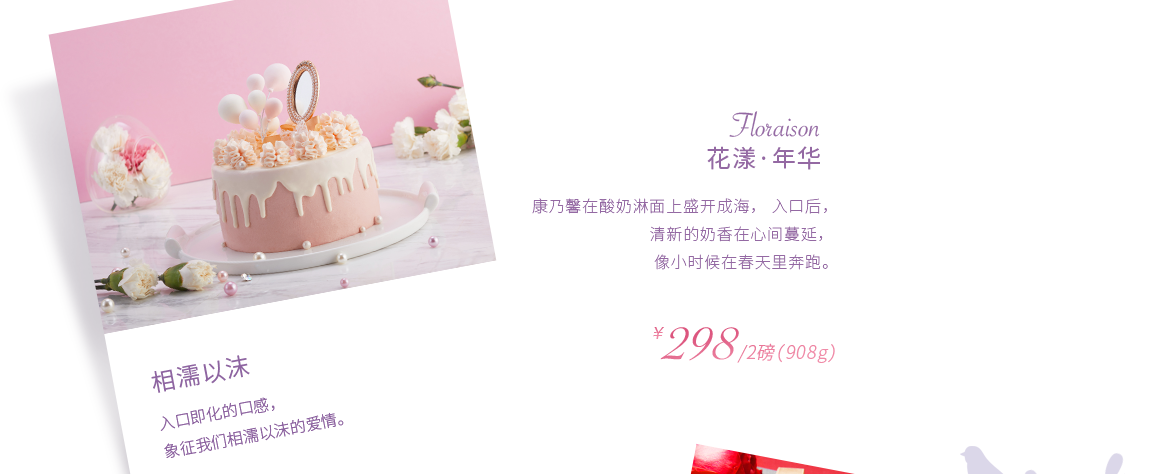 Floraison
花漾·年华
康乃馨在酸奶淋面上盛开成海， 入口后，
清新的奶香在心间蔓延，
像小时候在春天里奔跑。
¥298/2磅(908g)
相濡以沫
入口即化的口感，
象征我们相濡以沫的爱情。